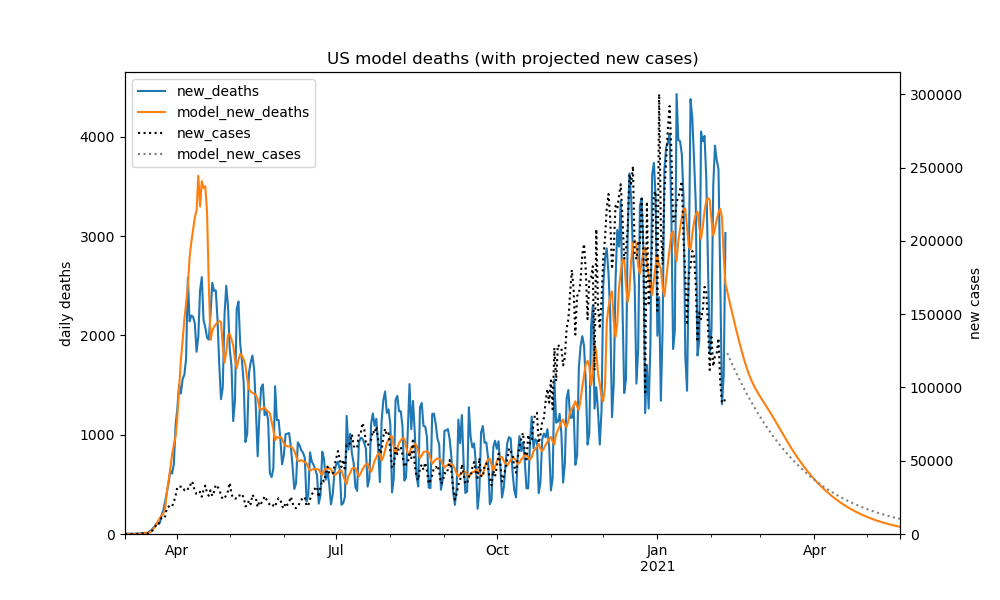 US model deaths (with projected new cases)
new_deaths
model_new_deaths
new_cases
model_new_cases
daily deaths
4000
3000
2000
1000
0
new cases
300000
250000
200000
150000
100000
50000
0
Apr
Jul
Oct
Jan
2021
Apr